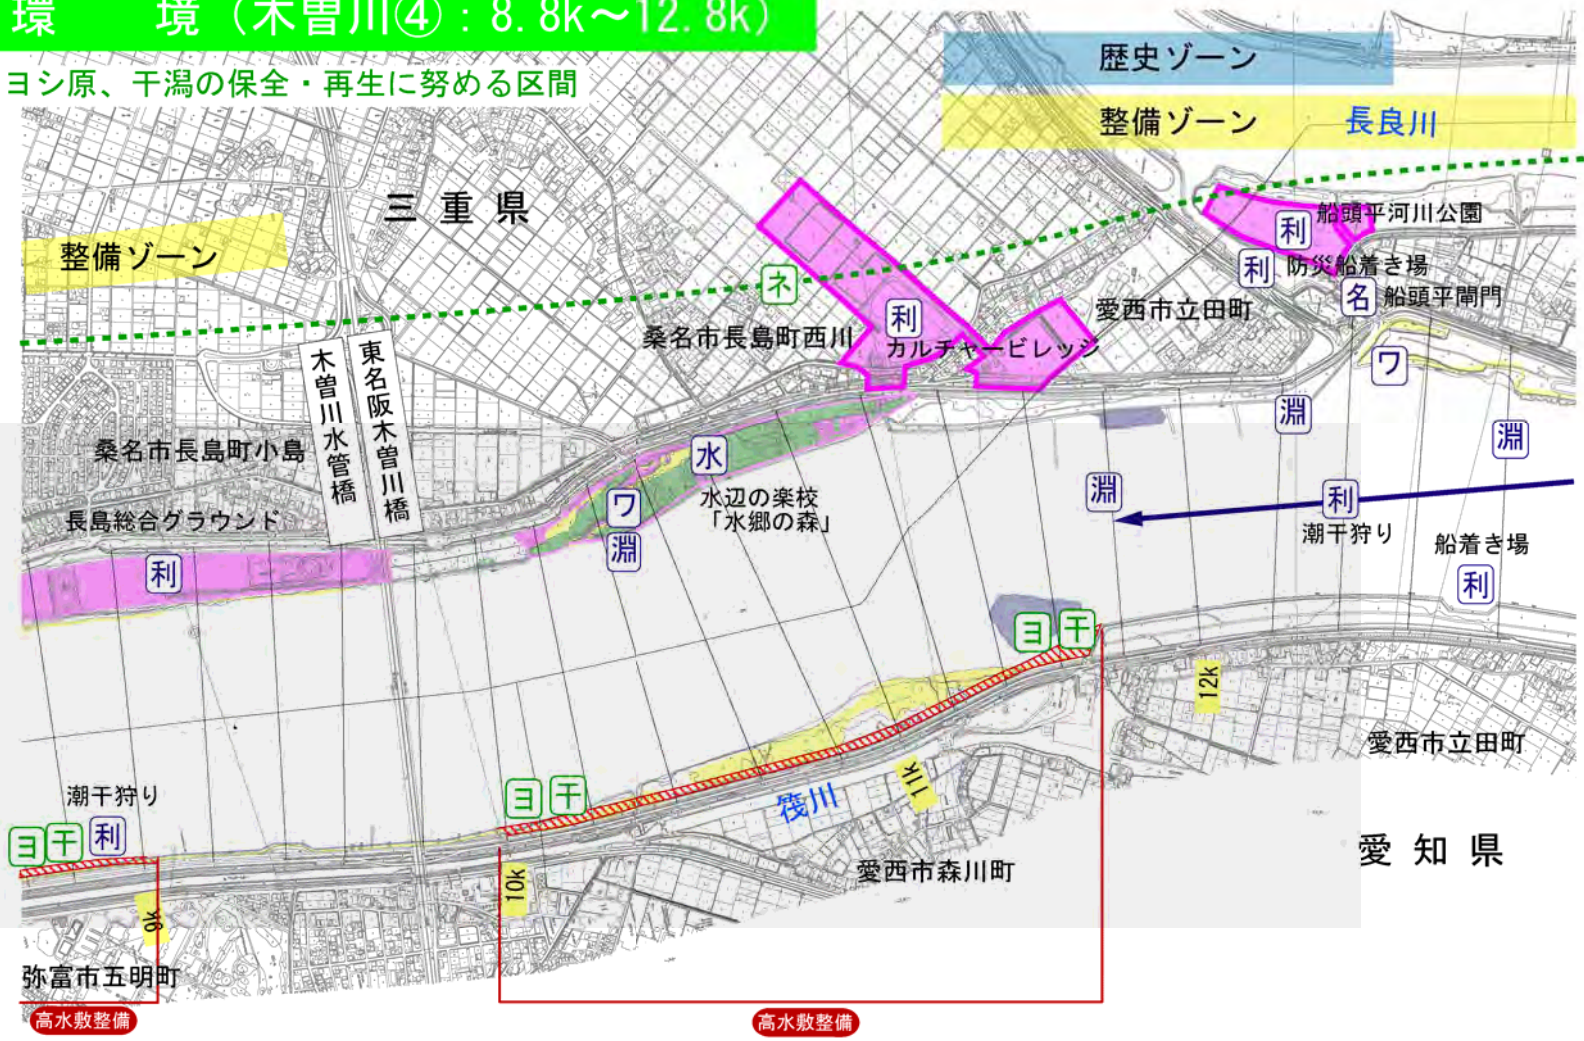 環　　境（木曽川④：8.8k～12.8k）
ヨシ原、干潟の保全・再生に努める区間
歴史ゾーン
整備ゾーン
長良川
三重県
整備ゾーン
船頭平河川公園
利
利
防災船着き場
名
船頭平閘門
ネ
利
カルチャービレッジ
愛西市立田町
桑名市長島町西川
木曽川水管橋
東名阪木曽川橋
ワ
淵
淵
桑名市長島町小島
水
淵
水辺の楽校
「水郷の森」
ワ
淵
利
潮干狩り
長島総合グラウンド
利
船着き場
利
ヨ
干
12k
愛西市立田町
潮干狩り
ヨ
干
利
ヨ
干
筏川
11k
愛知県
愛西市森川町
10k
9k
弥富市五明町
高水敷整備
高水敷整備